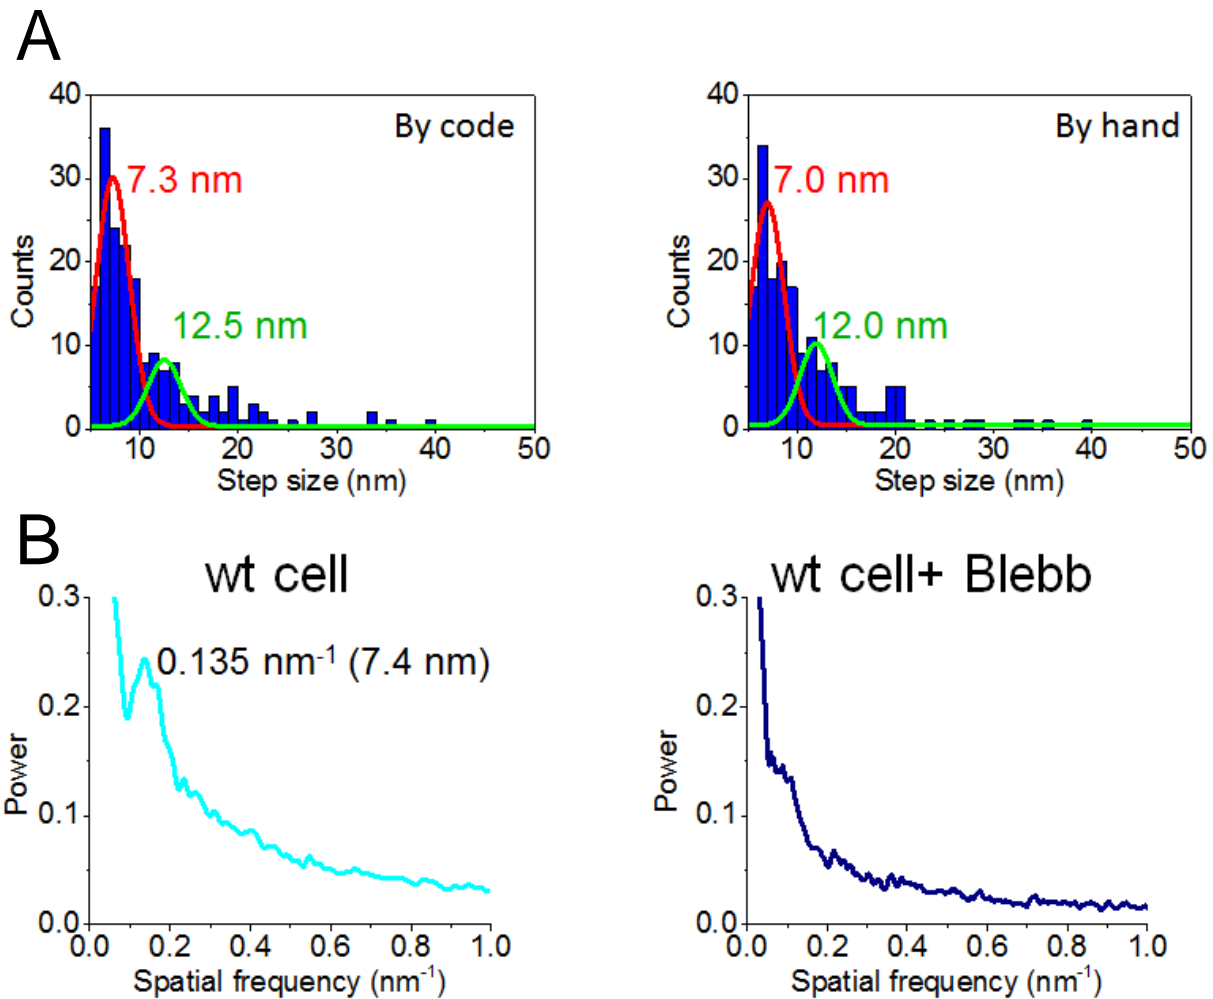 A
By code
By hand
40
30
20
10
0
Counts
7.3 nm
12.5 nm
10 20 30 40 50
Step size (nm)
40
30
20
10
0
Counts
7.0 nm
12.0 nm
10 20 30 40 50
Step size (nm)
B
wt cell
0.3
0.2
0.1
0.0
Power
0.135 nm⁻¹ (7.4 nm)
0.0 0.2 0.4 0.6 0.8 1.0
Spatial frequency (nm⁻¹)
wt cell+ Blebb
0.3
0.2
0.1
0.0
Power
0.0 0.2 0.4 0.6 0.8 1.0
Spatial frequency (nm⁻¹)